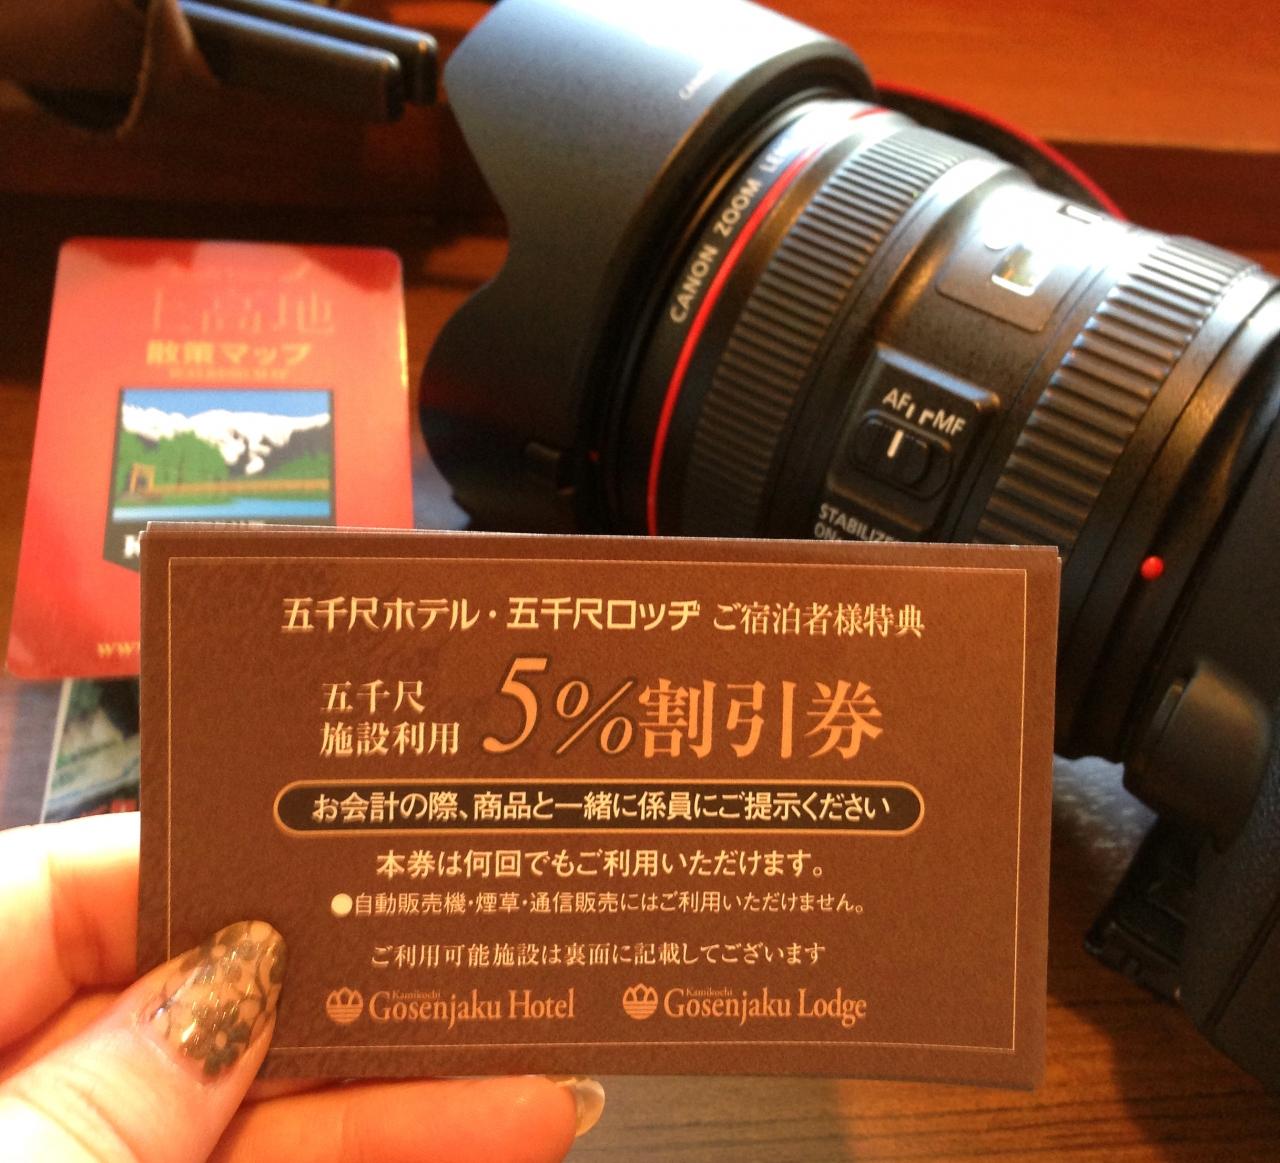 CANON ZOOM LENS
AF MF
STABILIZER
ON
上高地
散策マップ
WALKING MAP
www.
五千尺ホテル・五千尺ロッヂ ご宿泊者様特典
五千尺
施設利用 5%割引券
お会計の際、商品と一緒に係員にご提示ください
本券は何回でもご利用いただけます。
●自動販売機・煙草・通信販売にはご利用いただけません。
ご利用可能施設は裏面に記載してございます
Kamikochi Gosenjaku Hotel Kamikochi Gosenjaku Lodge